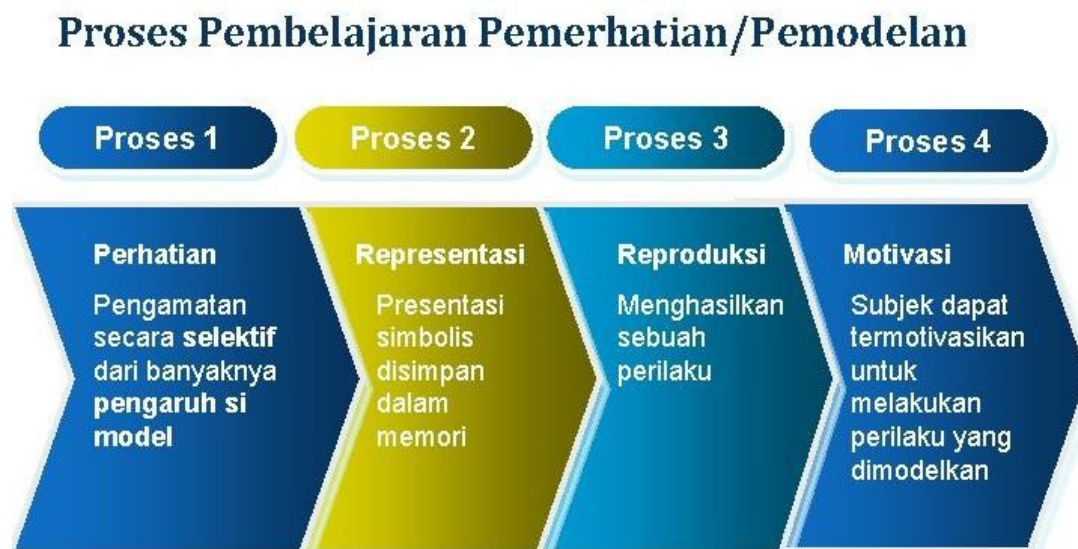 Proses Pembelajaran Pemerhatian/Pemodelan
Proses 1
Proses 2
Proses 3
Proses 4
Perhatian
Pengamatan
secara selektif
dari banyaknya
pengaruh si
model
Representasi
Presentasi
simbolis
disimpan
dalam
memori
Reproduksi
Menghasilkan
sebuah
perilaku
Motivasi
Subjek dapat
termotivasikan
untuk
melakukan
perilaku yang
dimodelkan